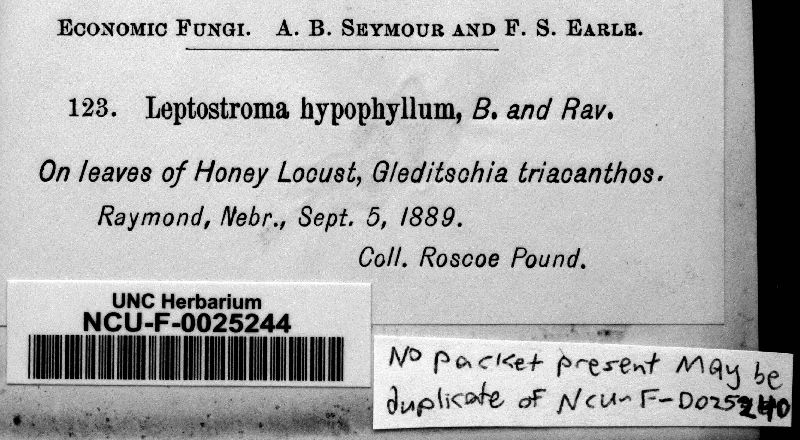 ECONOMIC FUNGI. A. B. SEYMOUR AND F. S. EARLE.
123. Leptostroma hypophyllum, B. and Rav.
On leaves of Honey Locust, Gleditschia triacanthos.
Raymond, Nebr., Sept. 5, 1889.
Coll. Roscoe Pound.
UNC Herbarium
NCU-F-0025244
No packet present May be
duplicate of NCU-F-0025240